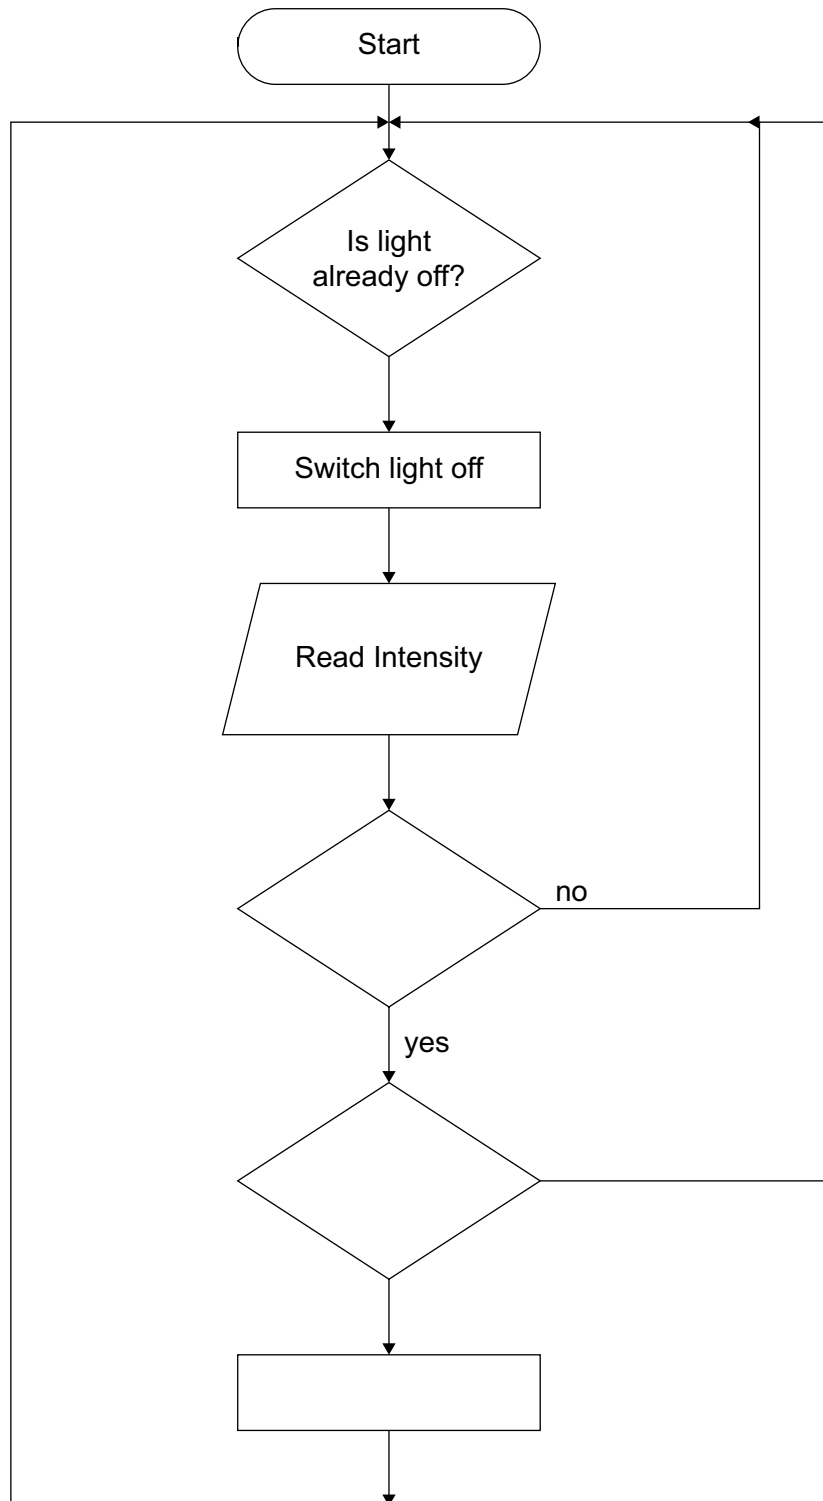 Start
Is light
already off?
Switch light off
Read Intensity
no
yes